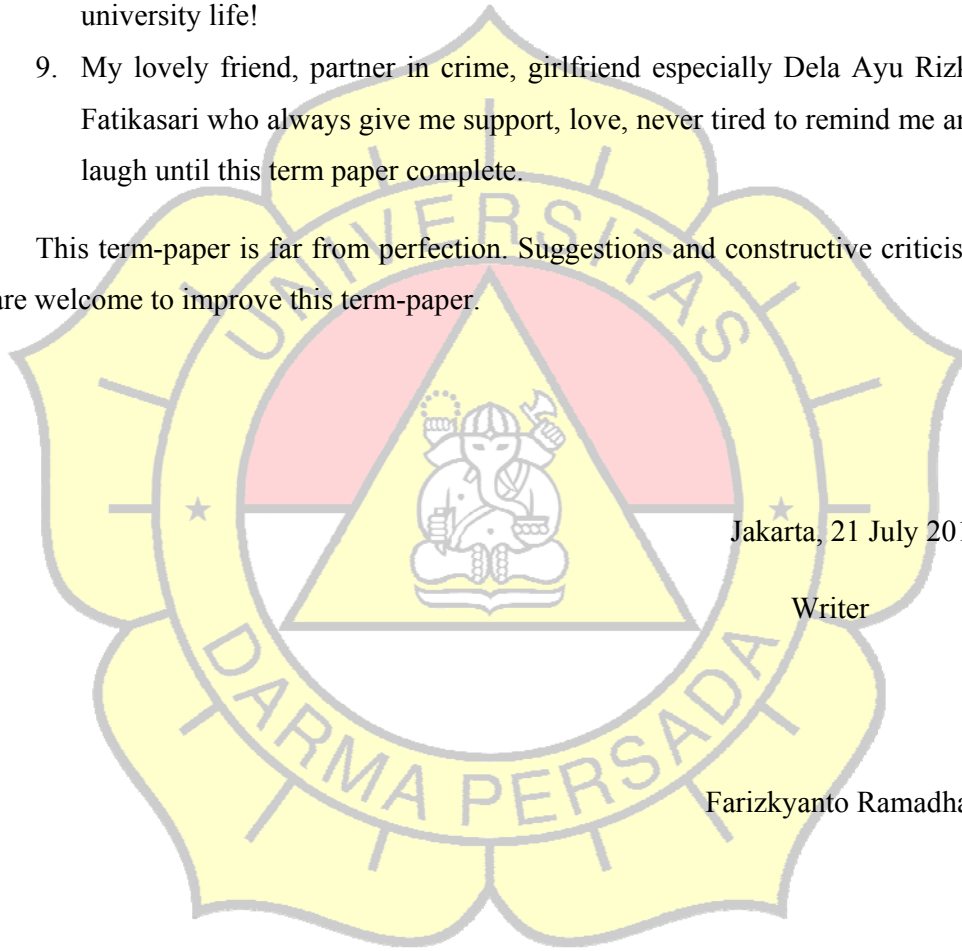 university life!
9. My lovely friend, partner in crime, girlfriend especially Dela Ayu Rizk
Fatikasari who always give me support, love, never tired to remind me
laugh until this term paper complete.
UNIVERSITAS
This term-paper is far from perfection. Suggestions and constructive criticis
are welcome to improve this term-paper.
Jakarta, 21 July 201
Writer
DARMA PERSADA
Farizkyanto Ramadha